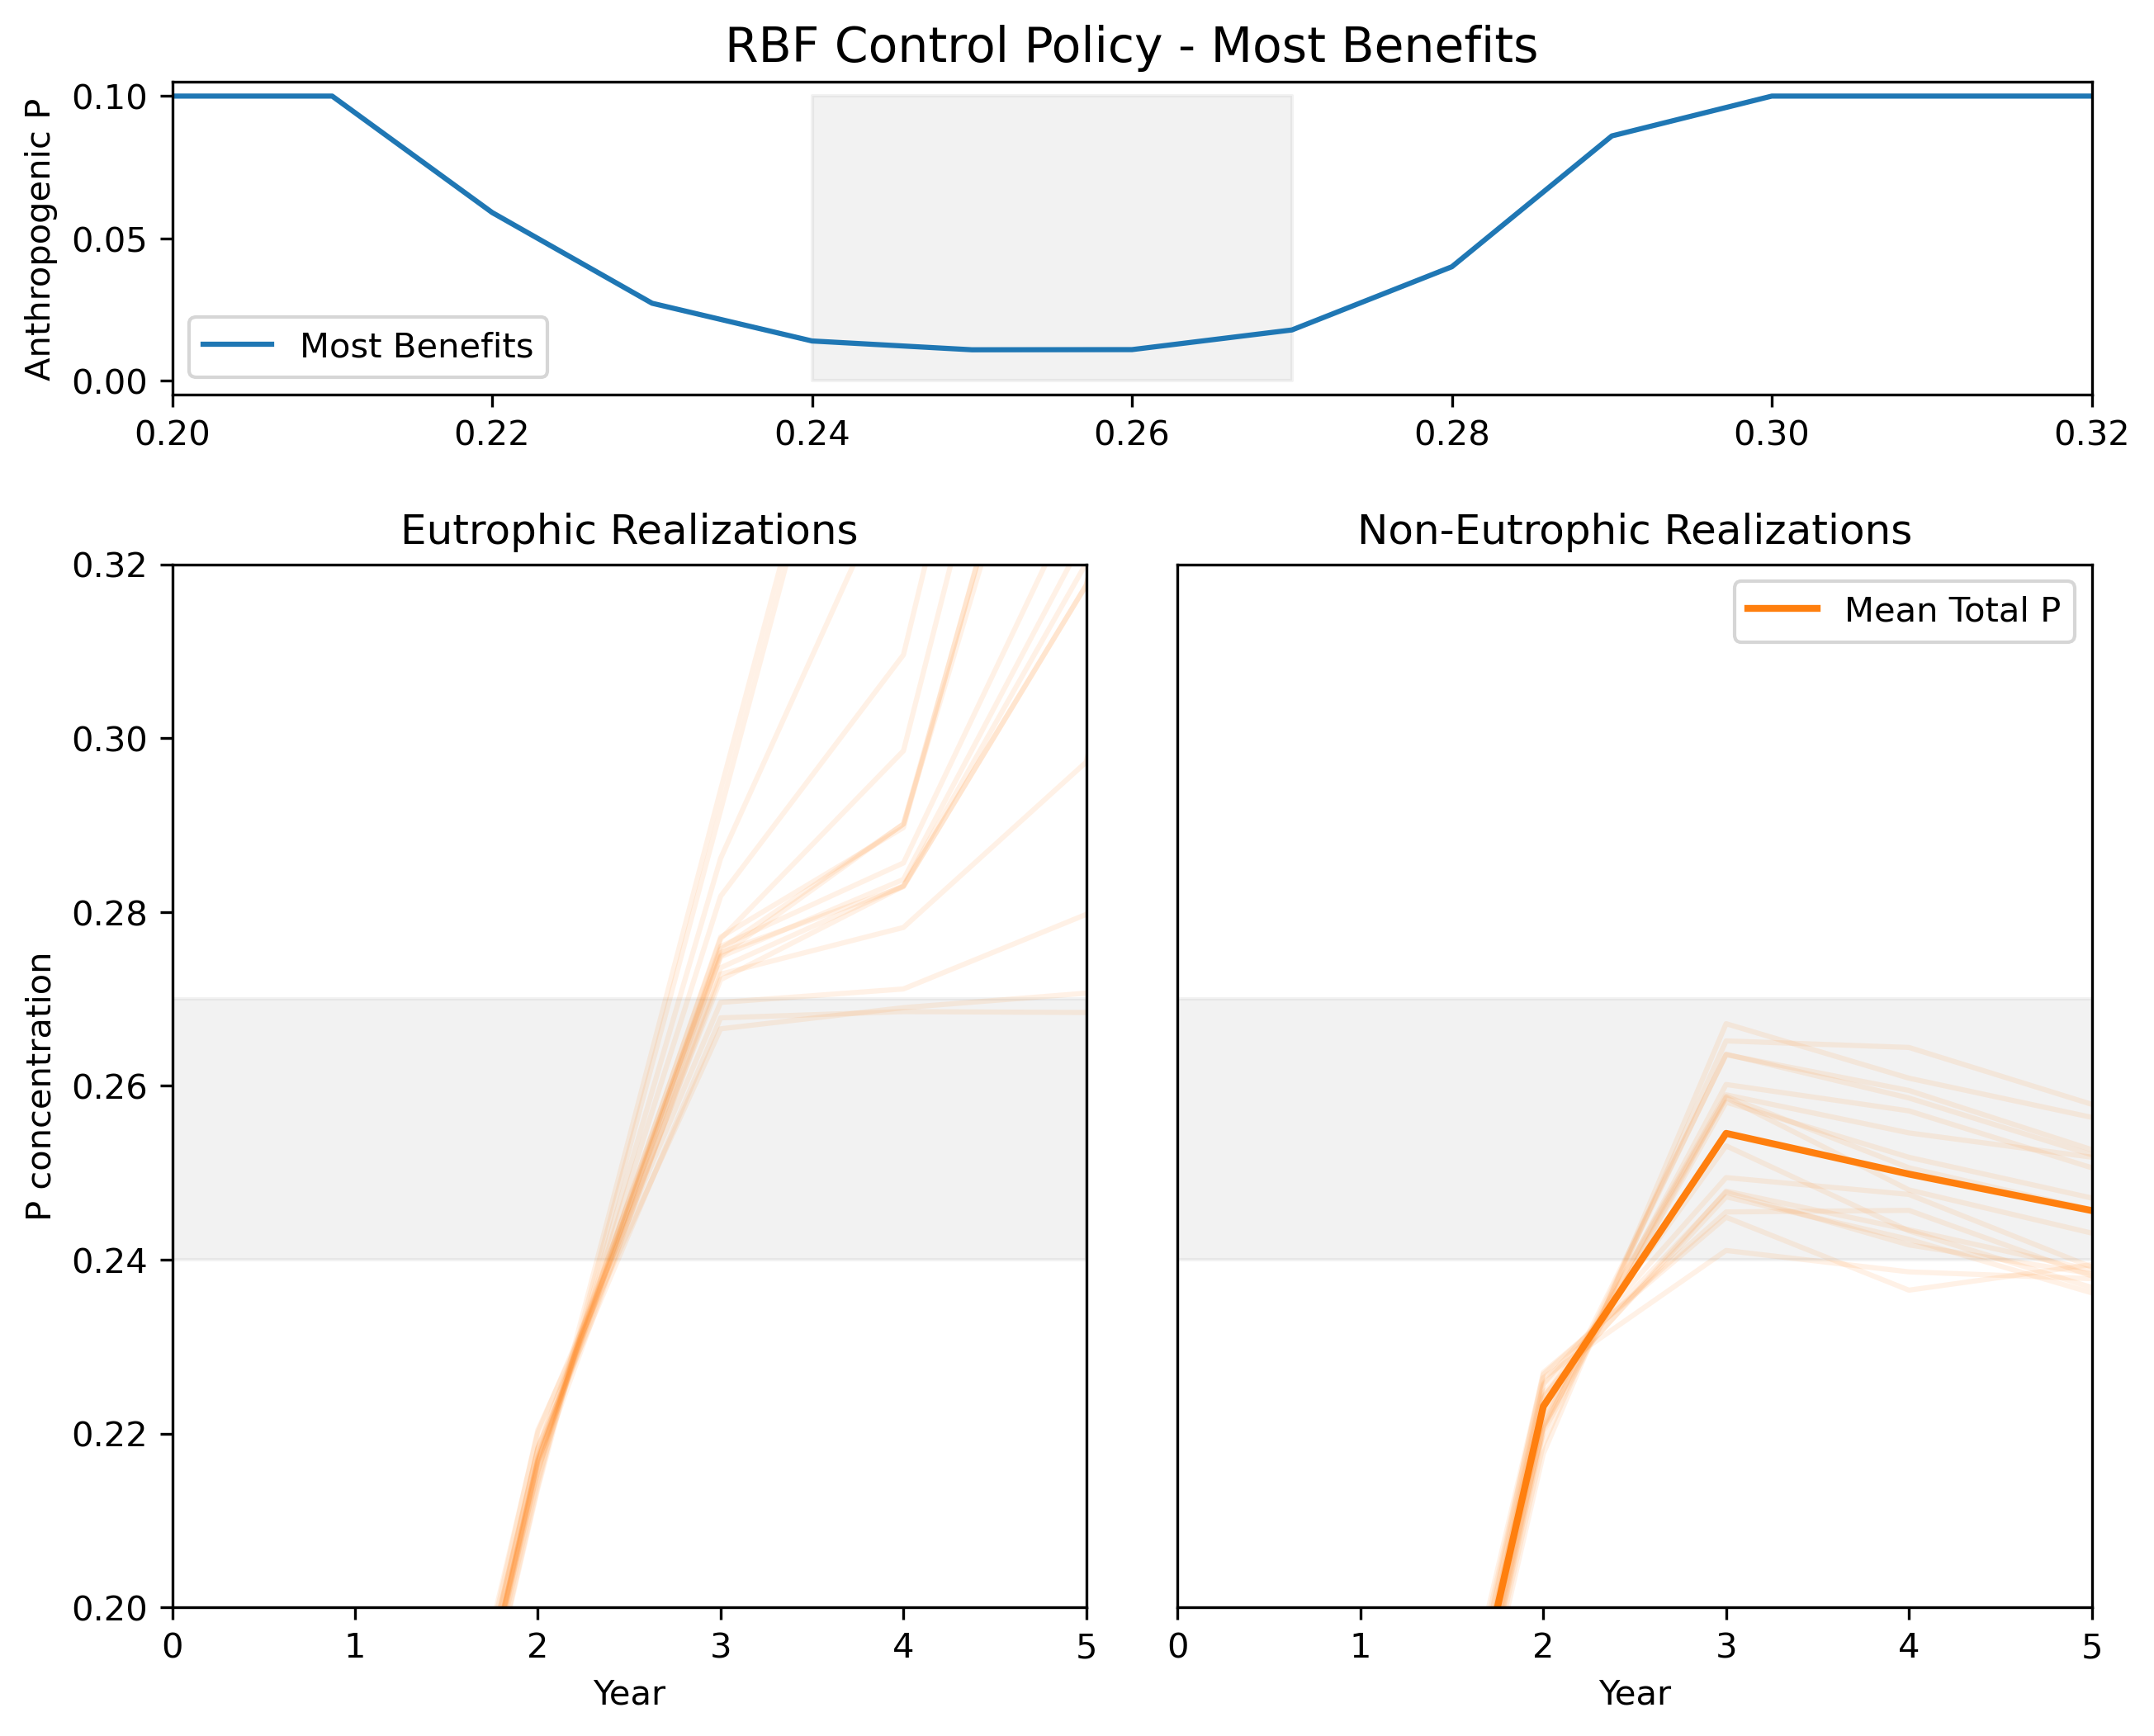 RBF Control Policy - Most Benefits
Anthropogenic P
0.10
0.05
0.00
Most Benefits
0.20 0.22 0.24 0.26 0.28 0.30 0.32
Eutrophic Realizations
P concentration
0.32
0.30
0.28
0.26
0.24
0.22
0.20
0 1 2 3 4 5
Year
Non-Eutrophic Realizations
Mean Total P
0 1 2 3 4 5
Year